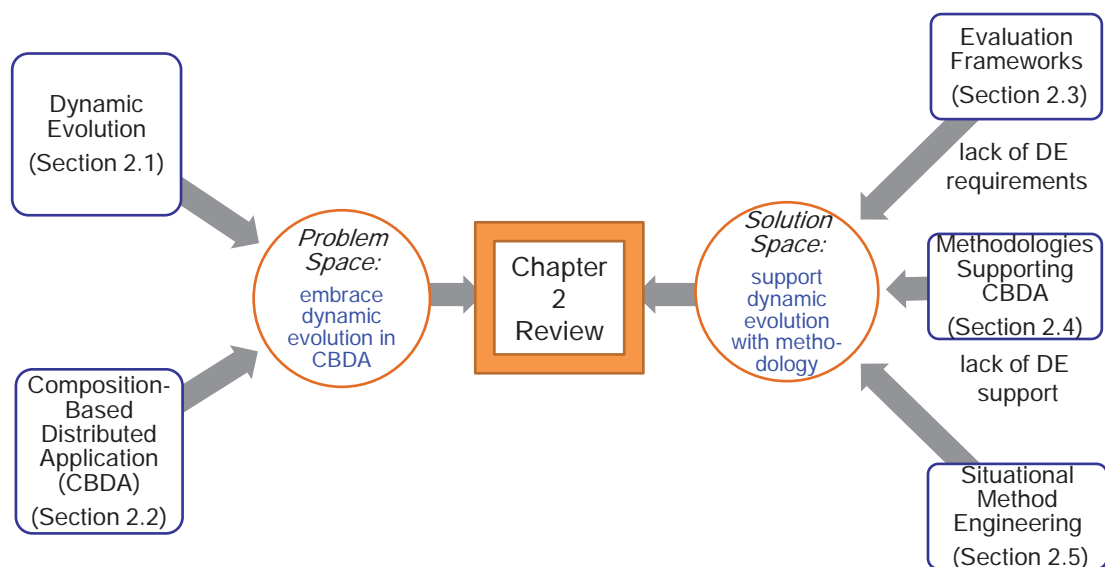 Dynamic
Evolution
(Section 2.1)
Composition-
Based
Distributed
Application
(CBDA)
(Section 2.2)
Problem
Space:
embrace
dynamic
evolution in
CBDA
Chapter
2
Review
Solution
Space:
support
dynamic
evolution
with metho-
dology
Evaluation
Frameworks
(Section 2.3)
lack of DE
requirements
Methodologies
Supporting
CBDA
(Section 2.4)
lack of DE
support
Situational
Method
Engineering
(Section 2.5)